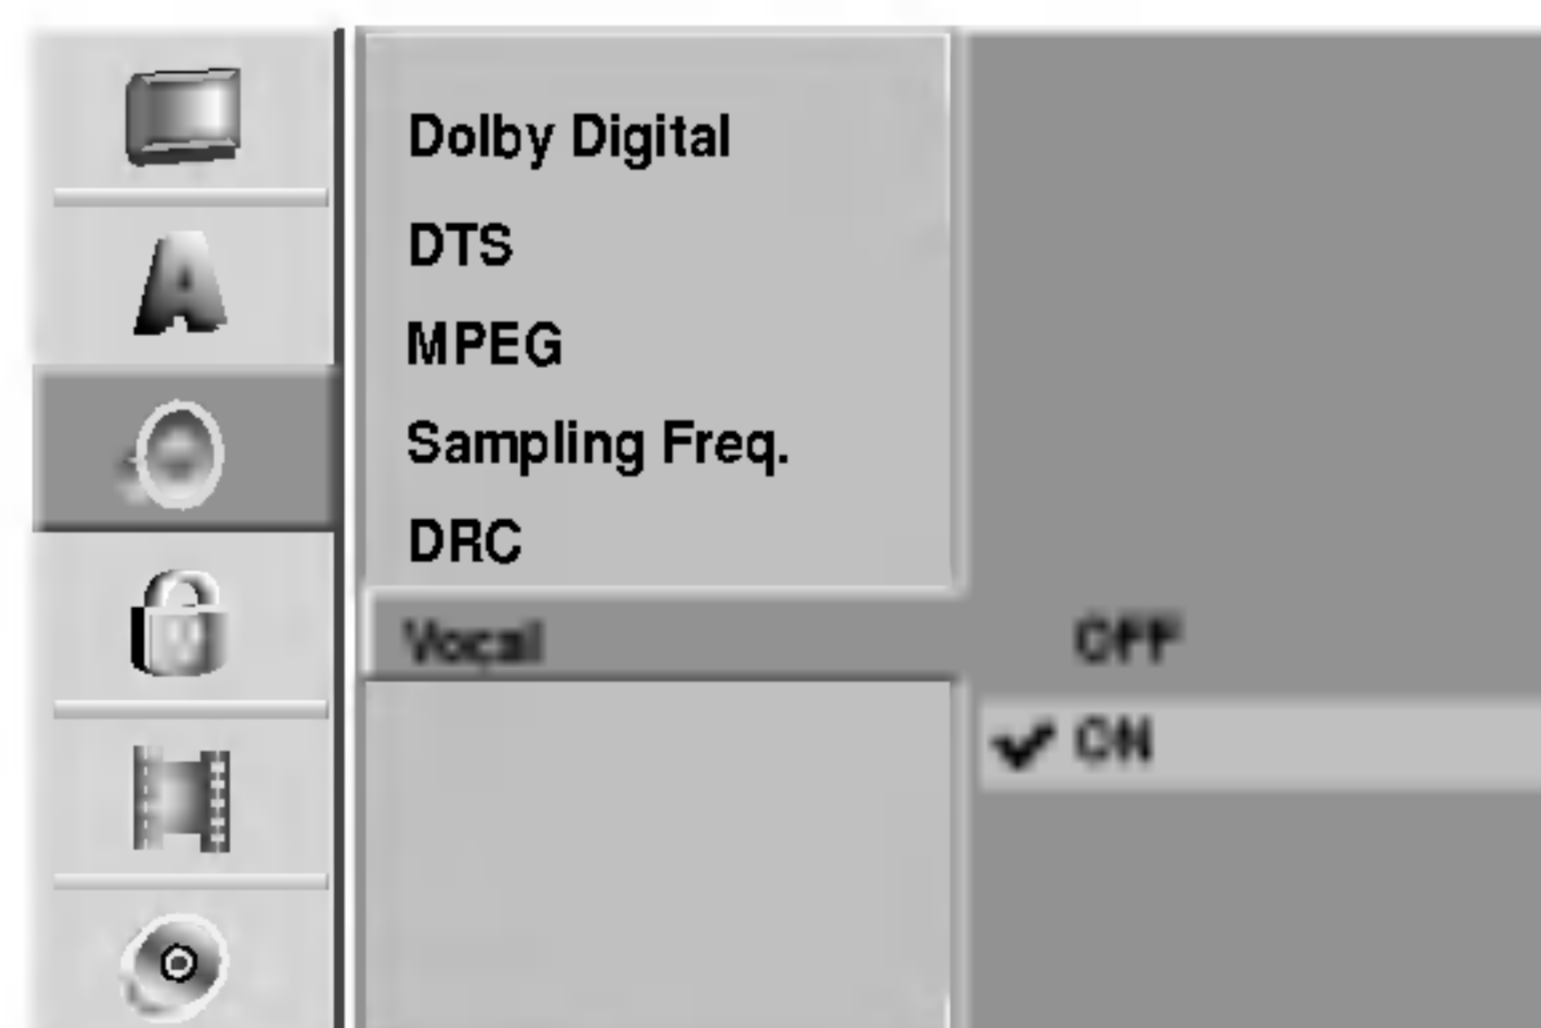 Dolby Digital
DTS
MPEG
Sampling Freq.
DRC
Vocal
OFF
ON